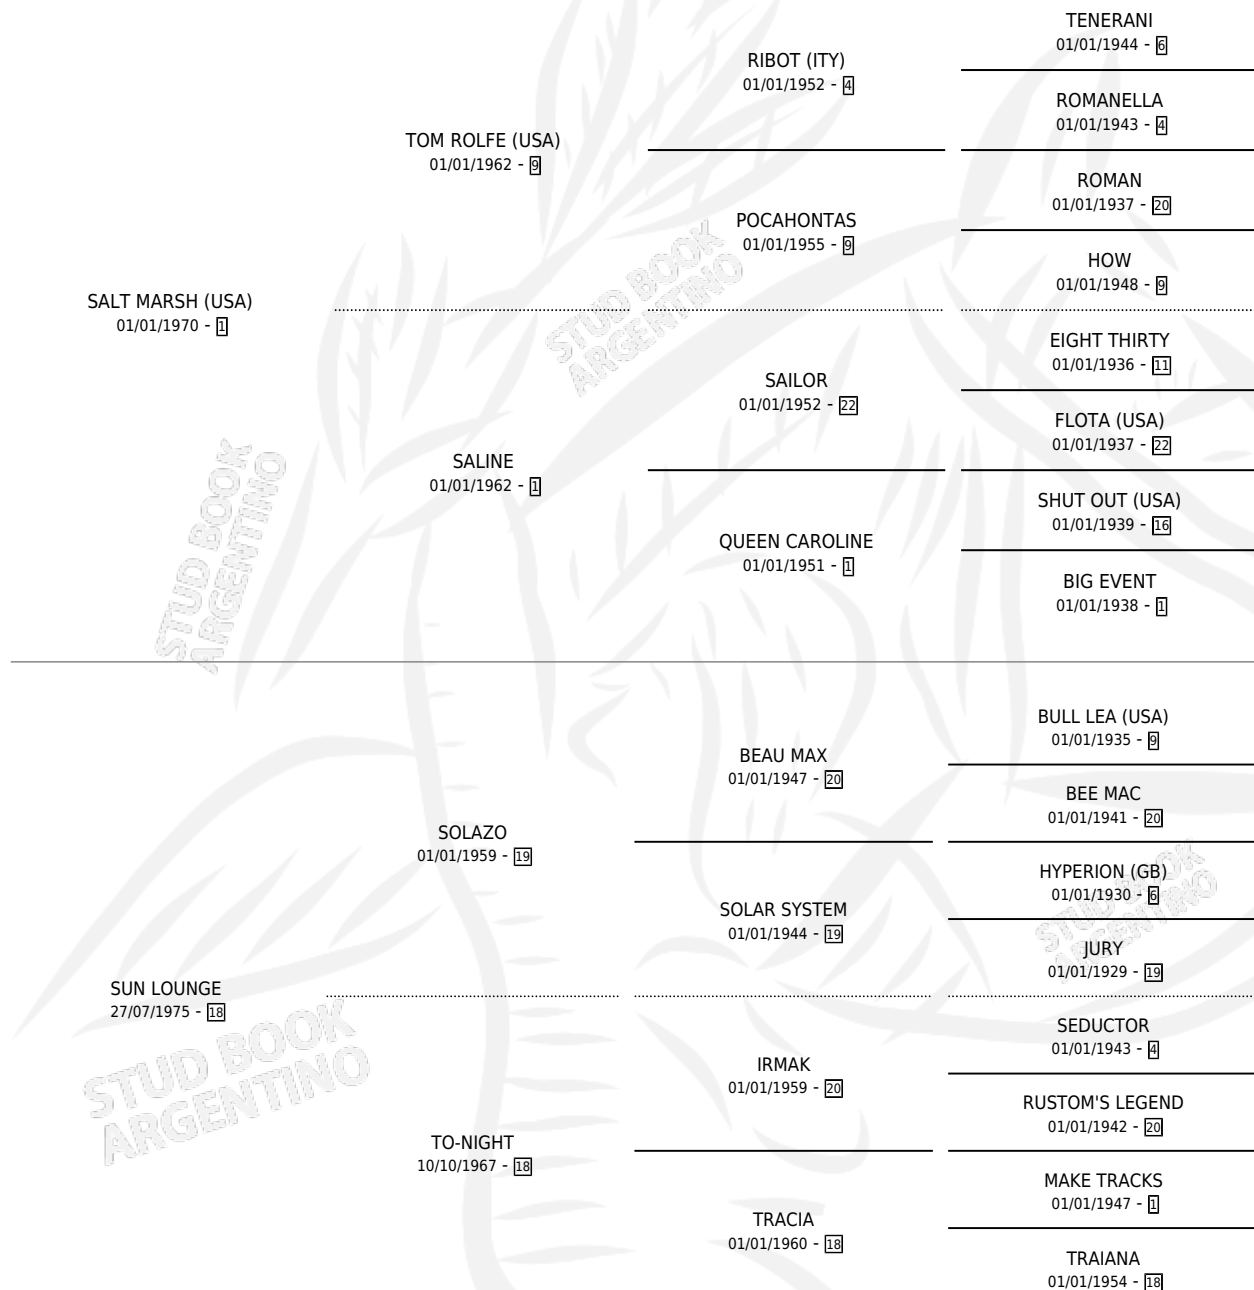 TENERANI
01/01/1944 - 6
RIBOT (ITY)
01/01/1952 - 4
ROMANELLA
01/01/1943 - 4
TOM ROLFE (USA)
01/01/1962 - 9
ROMAN
01/01/1937 - 20
POCAHONTAS
01/01/1955 - 9
HOW
01/01/1948 - 9
SALT MARSH (USA)
01/01/1970 - 1
STUD BOOK
ARGENTINO
EIGHT THIRTY
01/01/1936 - 11
SAILOR
01/01/1952 - 22
FLOTA (USA)
01/01/1937 - 22
SALINE
01/01/1962 - 1
SHUT OUT (USA)
01/01/1939 - 16
QUEEN CAROLINE
01/01/1951 - 1
BIG EVENT
01/01/1938 - 1
STUD BOOK
ARGENTINO
BULL LEA (USA)
01/01/1935 - 9
BEAU MAX
01/01/1947 - 20
BEE MAC
01/01/1941 - 20
SOLAZO
01/01/1959 - 19
HYPERION (GB)
01/01/1930 - 6
SOLAR SYSTEM
01/01/1944 - 19
STUD BOOK
ARGENTINO
JURY
01/01/1929 - 19
SUN LOUNGE
27/07/1975 - 18
STUD BOOK
ARGENTINO
SEDUCTOR
01/01/1943 - 4
IRMAK
01/01/1959 - 20
RUSTOM'S LEGEND
01/01/1942 - 20
TO-NIGHT
10/10/1967 - 18
MAKE TRACKS
01/01/1947 - 1
TRACIA
01/01/1960 - 18
TRAIANA
01/01/1954 - 18